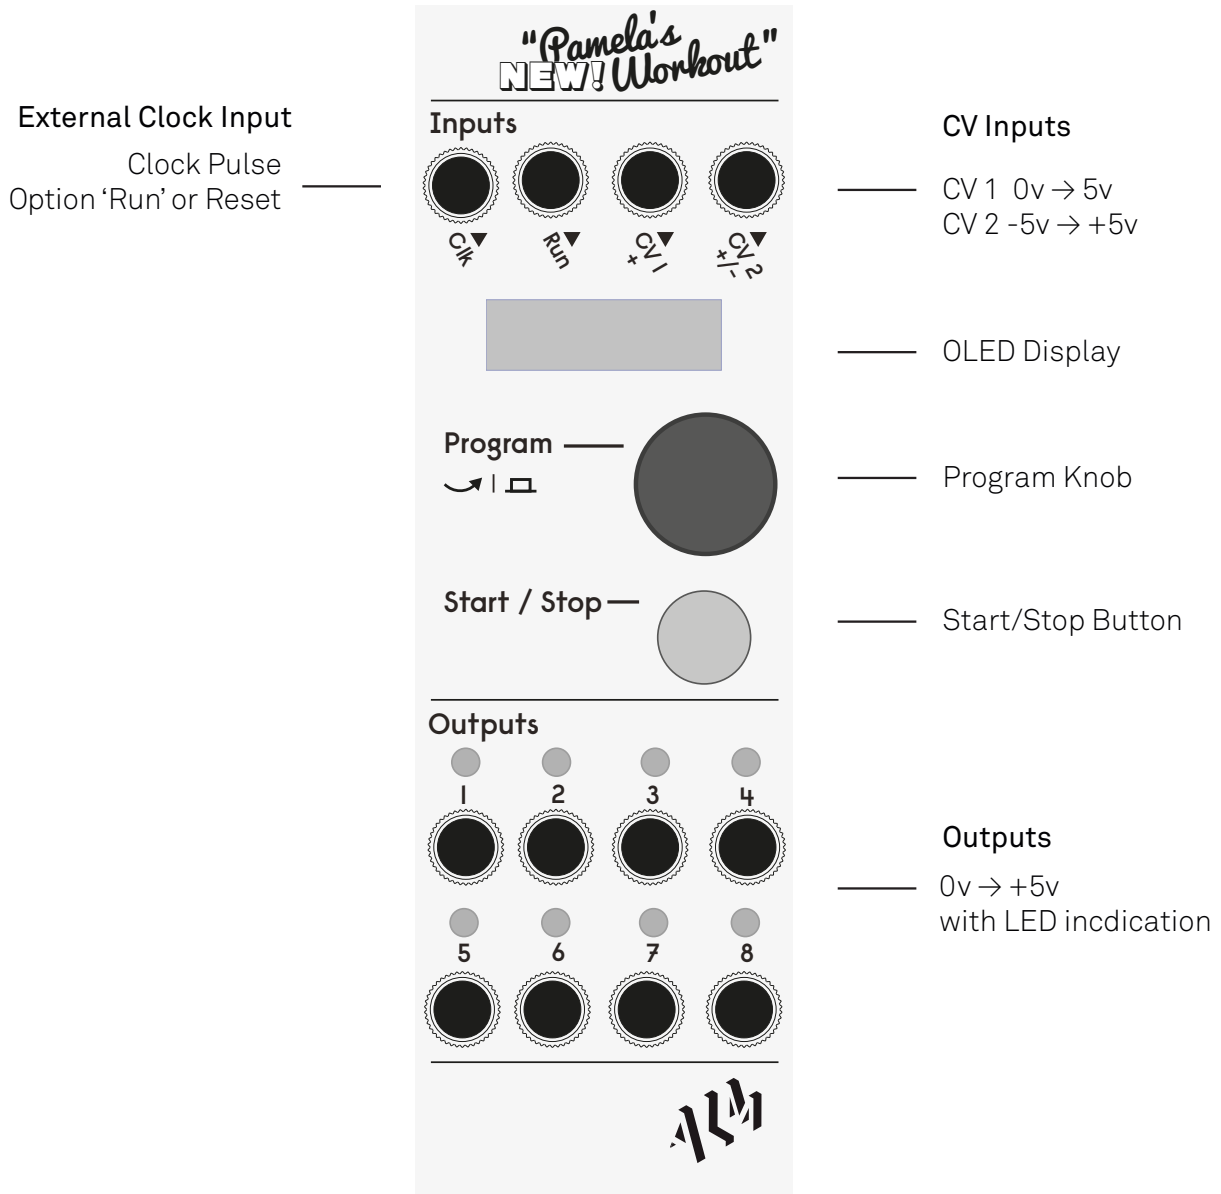 "Pamela's
NEW! Workout"
External Clock Input
Clock Pulse
Option 'Run' or Reset
Inputs
Clk
Run
CV 1
+
CV 2
+/-
CV Inputs
CV 1 0v → 5v
CV 2 -5v → +5v
OLED Display
Program
Program Knob
Start / Stop
Start/Stop Button
Outputs
1 2 3 4
5 6 7 8
Outputs
0v → +5v
with LED incdication
ALM